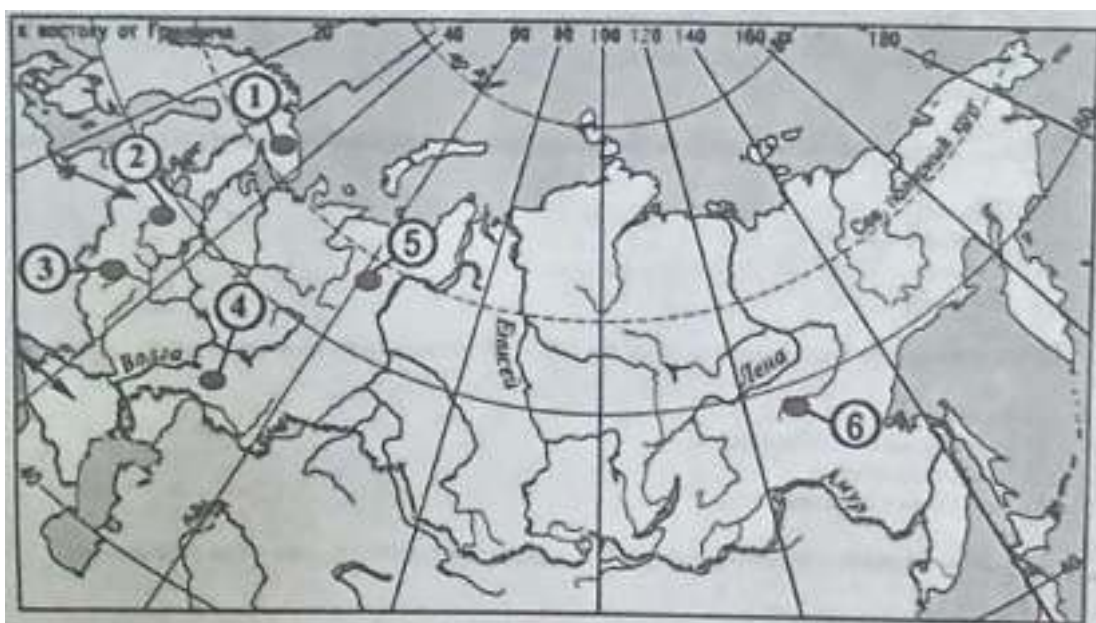 к востоку от Гринвича 20 40 60 80 100 120 140 160 180
1
2
5
Сев. полярный круг
3
4
Волга
Енисей
Лена
6
Амур